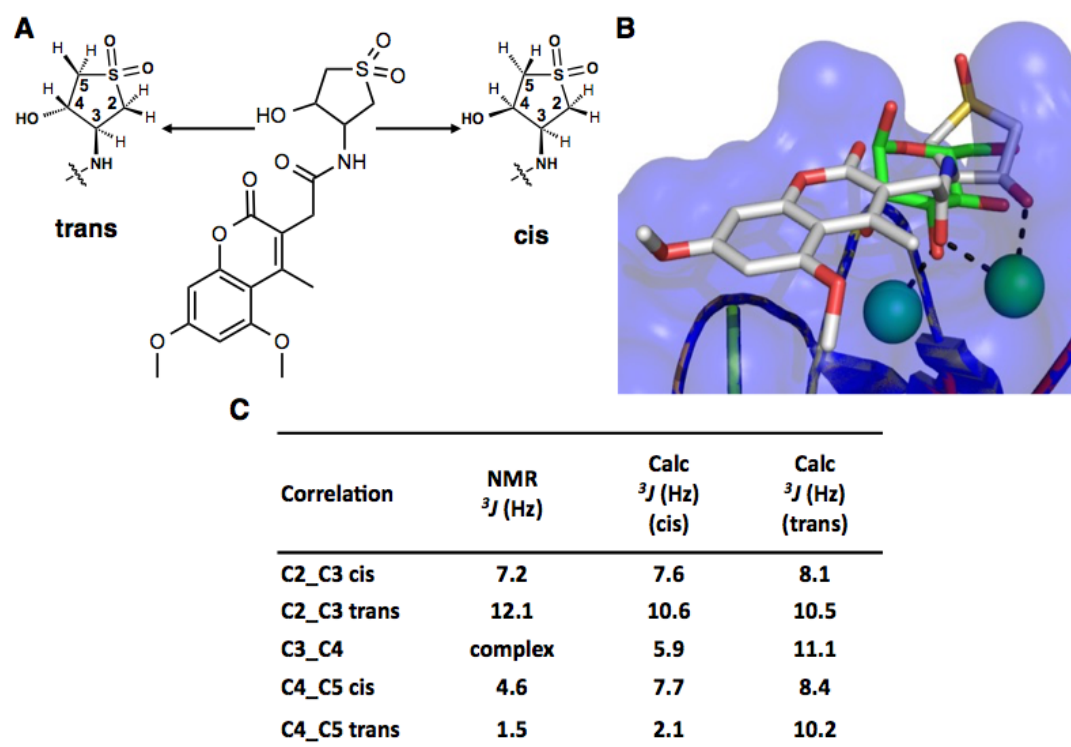 A
B
H
H
O
S
O
5
H
4
H
2
3
HO
H
H
NH
trans
O
S
O
HO
NH
O
O
O
O
O
H
H
O
S
O
5
H
4
H
2
3
HO
H
H
NH
cis
C
Correlation NMR ³J (Hz) Calc ³J (Hz) (cis) Calc ³J (Hz) (trans)
C2_C3 cis 7.2 7.6 8.1
C2_C3 trans 12.1 10.6 10.5
C3_C4 complex 5.9 11.1
C4_C5 cis 4.6 7.7 8.4
C4_C5 trans 1.5 2.1 10.2